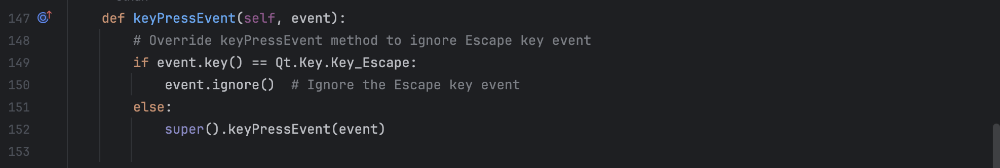 147 def keyPressEvent(self, event):
148 # Override keyPressEvent method to ignore Escape key event
149 if event.key() == Qt.Key.Key_Escape:
150 event.ignore()  # Ignore the Escape key event
151 else:
152 super().keyPressEvent(event)
153